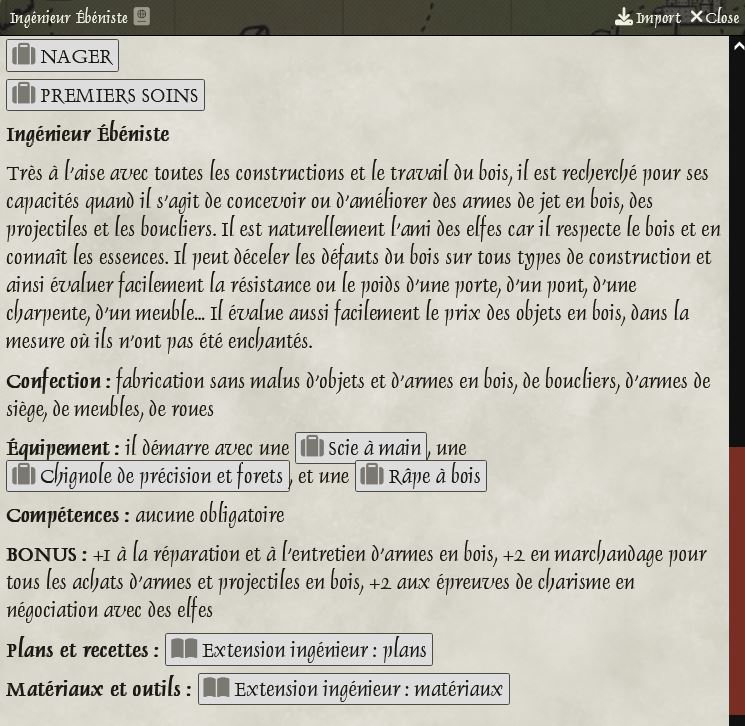 Ingénieur Ébéniste
Import Close
NAGER
PREMIERS SOINS
Ingénieur Ébéniste
Très à l'aise avec toutes les constructions et le travail du bois, il est recherché pour ses
capacités quand il s'agit de concevoir ou d'améliorer des armes de jet en bois, des
projectiles et les boucliers. Il est naturellement l'ami des elfes car il respecte le bois et en
connaît les essences. Il peut déceler les défauts du bois sur tous types de construction et
ainsi évaluer facilement la résistance ou le poids d'une porte, d'un pont, d'une
charpente, d'un meuble... Il évalue aussi facilement le prix des objets en bois, dans la
mesure où ils n'ont pas été enchantés.
Confection : fabrication sans malus d'objets et d'armes en bois, de boucliers, d'armes de
siège, de meubles, de roues
Équipement : il démarre avec une Scie à main, une
Chignole de précision et forets, et une Râpe à bois
Compétences : aucune obligatoire
BONUS : +1 à la réparation et à l'entretien d'armes en bois, +2 en marchandage pour
tous les achats d'armes et projectiles en bois, +2 aux épreuves de charisme en
négociation avec des elfes
Plans et recettes : Extension ingénieur : plans
Matériaux et outils : Extension ingénieur : matériaux